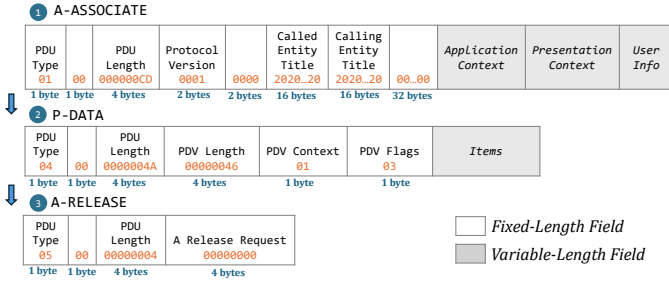 1 A-ASSOCIATE
PDU Type 01
00
PDU Length 000000CD
Protocol Version 0001
0000
Called Entity Title 2020…20
Calling Entity Title 2020…20
00…00
Application Context
Presentation Context
User Info
1 byte 1 byte 4 bytes 2 bytes 2 bytes 16 bytes 16 bytes 32 bytes
2 P-DATA
PDU Type 04
00
PDU Length 0000004A
PDV Length 00000046
PDV Context 01
PDV Flags 03
Items
1 byte 1 byte 4 bytes 4 bytes 1 byte 1 byte
3 A-RELEASE
PDU Type 05
00
PDU Length 00000004
A Release Request 00000000
1 byte 1 byte 4 bytes 4 bytes
Fixed-Length Field
Variable-Length Field